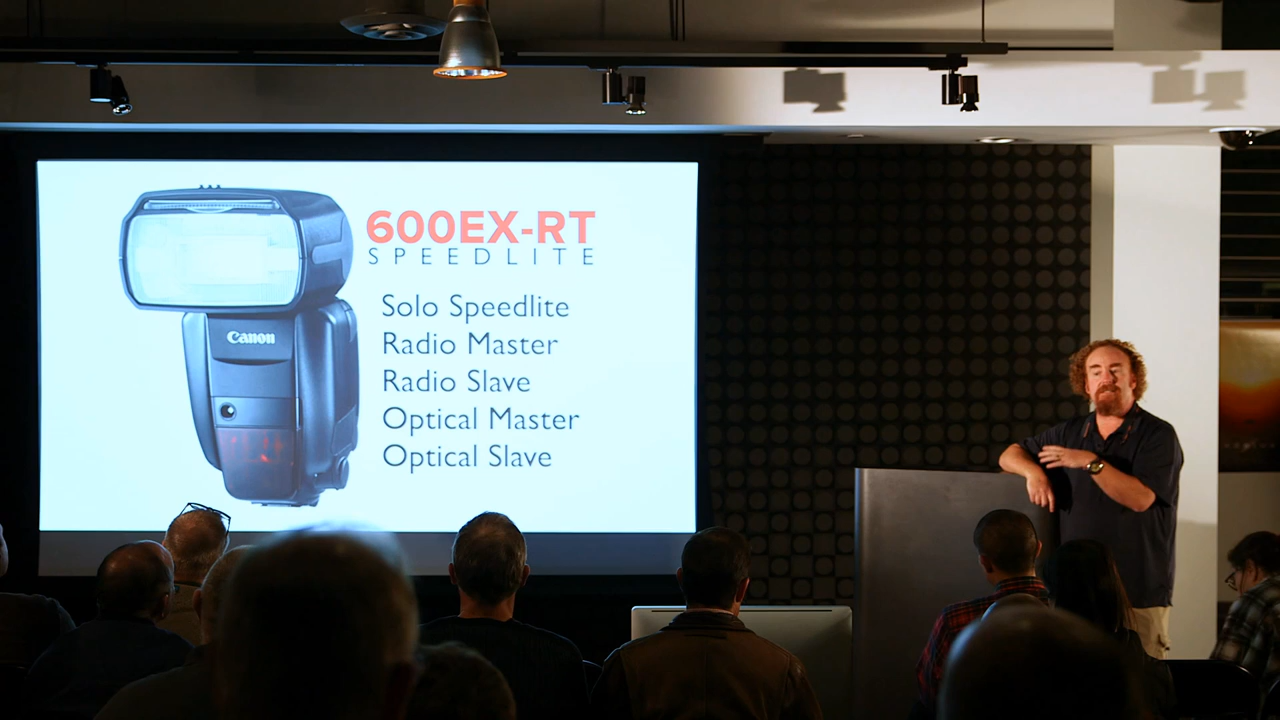 600EX-RT
SPEEDLITE
Canon
Solo Speedlite
Radio Master
Radio Slave
Optical Master
Optical Slave